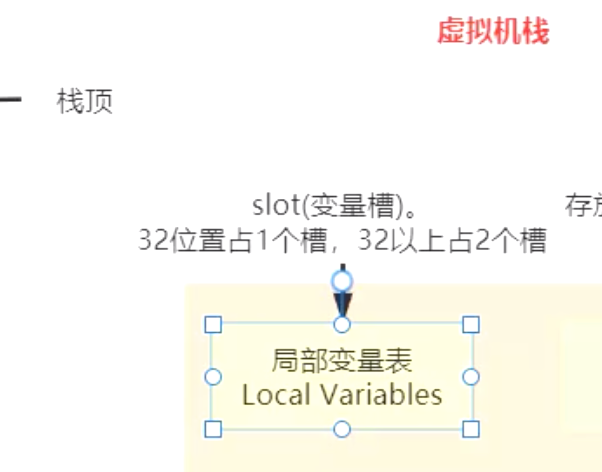 虚拟机栈
栈顶
slot(变量槽)。
32位置占1个槽，32以上占2个槽
存放
局部变量表
Local Variables